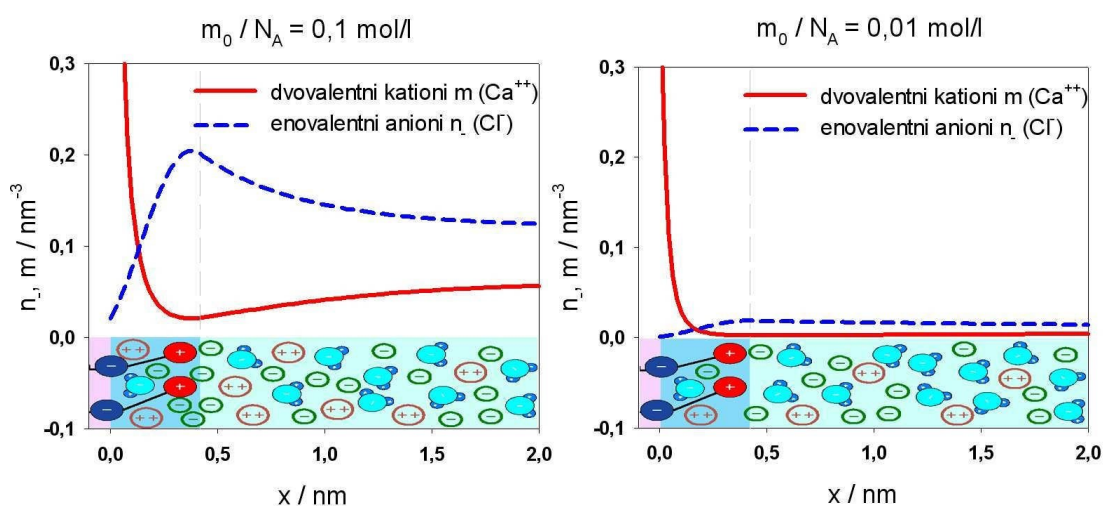 m₀ / N_A = 0,1 mol/l
0,3
0,2
0,1
0,0
-0,1
n₋, m / nm⁻³
dvovalentni kationi m (Ca⁺⁺)
enovalentni anioni n₋ (Cl⁻)
0,0 0,5 1,0 1,5 2,0
x / nm
m₀ / N_A = 0,01 mol/l
0,3
0,2
0,1
0,0
-0,1
n₋, m / nm⁻³
dvovalentni kationi m (Ca⁺⁺)
enovalentni anioni n₋ (Cl⁻)
0,0 0,5 1,0 1,5 2,0
x / nm